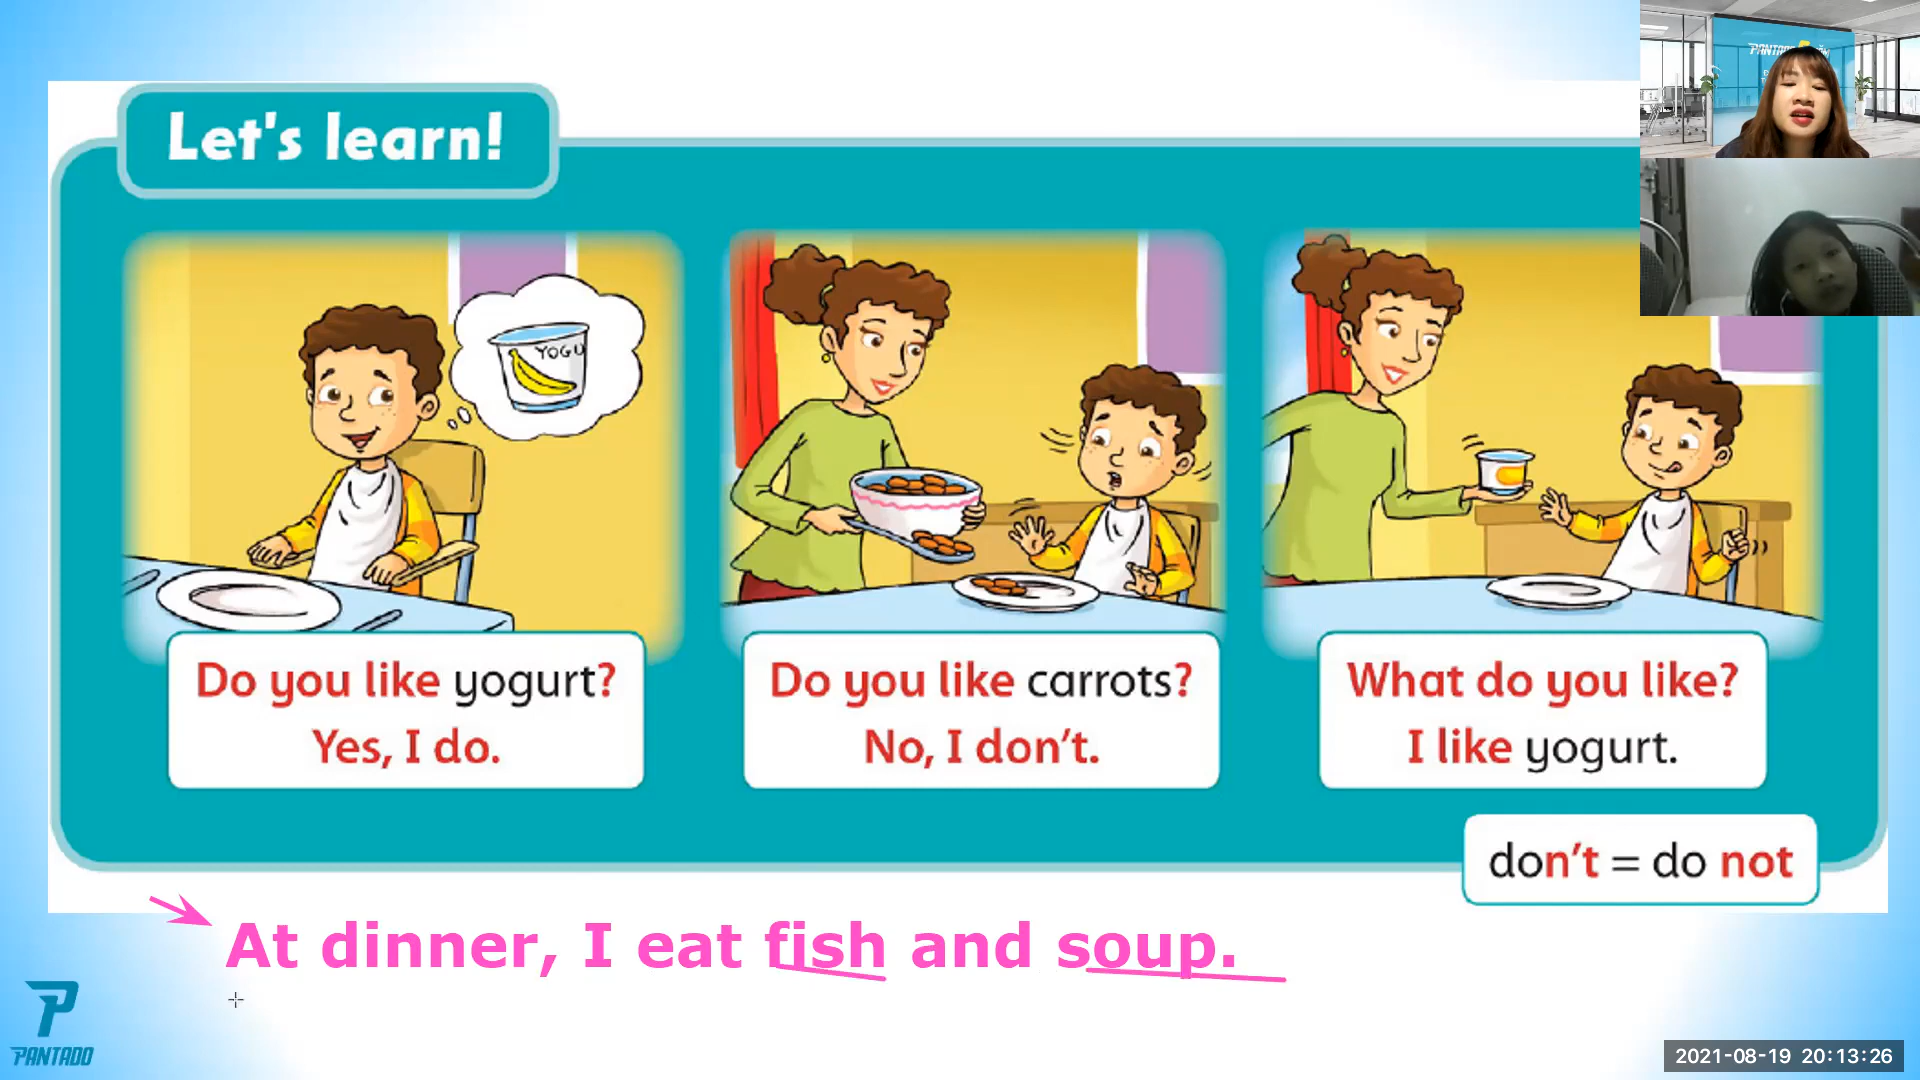 Let's learn!
PANTADO
YOGU
Do you like yogurt?
Yes, I do.
Do you like carrots?
No, I don't.
What do you like?
I like yogurt.
don't = do not
At dinner, I eat fish and soup.
PANTADO
2021-08-19 20:13:26